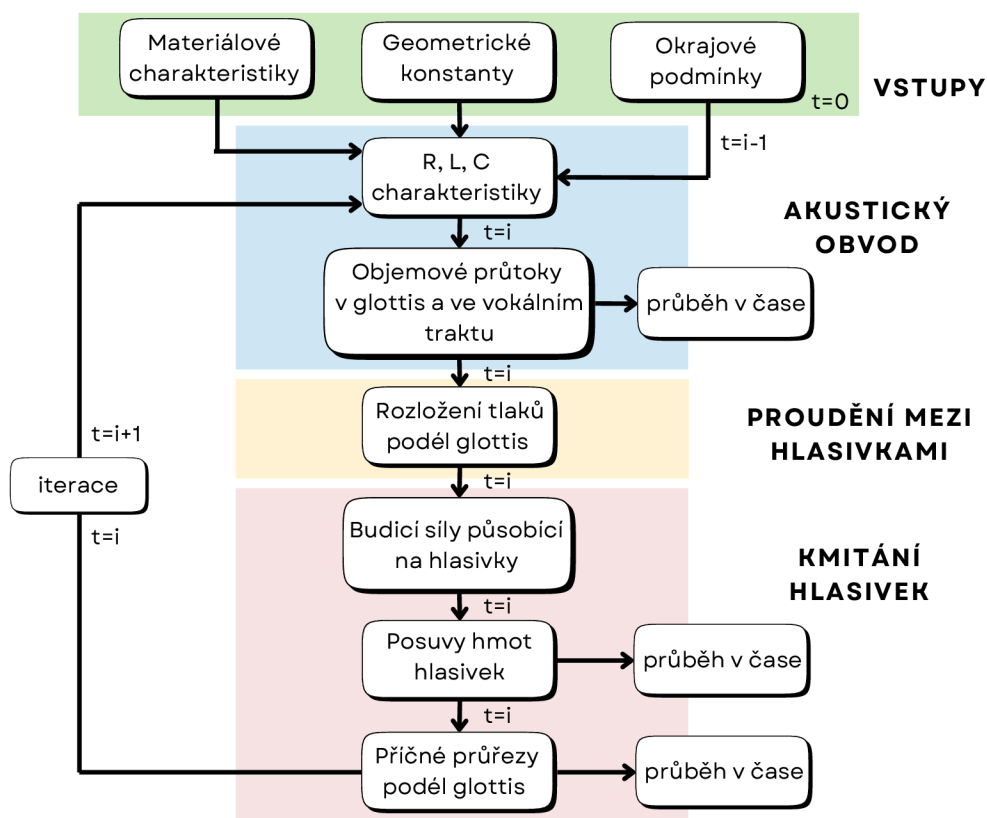 Materiálové
charakteristiky
Geometrické
konstanty
Okrajové
podmínky
t=0
VSTUPY
t=i-1
R, L, C
charakteristiky
t=i
AKUSTICKÝ
OBVOD
Objemové průtoky
v glottis a ve vokálním
traktu
průběh v čase
t=i
Rozložení tlaků
podél glottis
PROUDĚNÍ MEZI
HLASIVKAMI
t=i+1
iterace
t=i
t=i
Budicí síly působící
na hlasivky
KMITÁNÍ
HLASIVEK
t=i
Posuvy hmot
hlasivek
průběh v čase
t=i
Příčné průřezy
podél glottis
průběh v čase